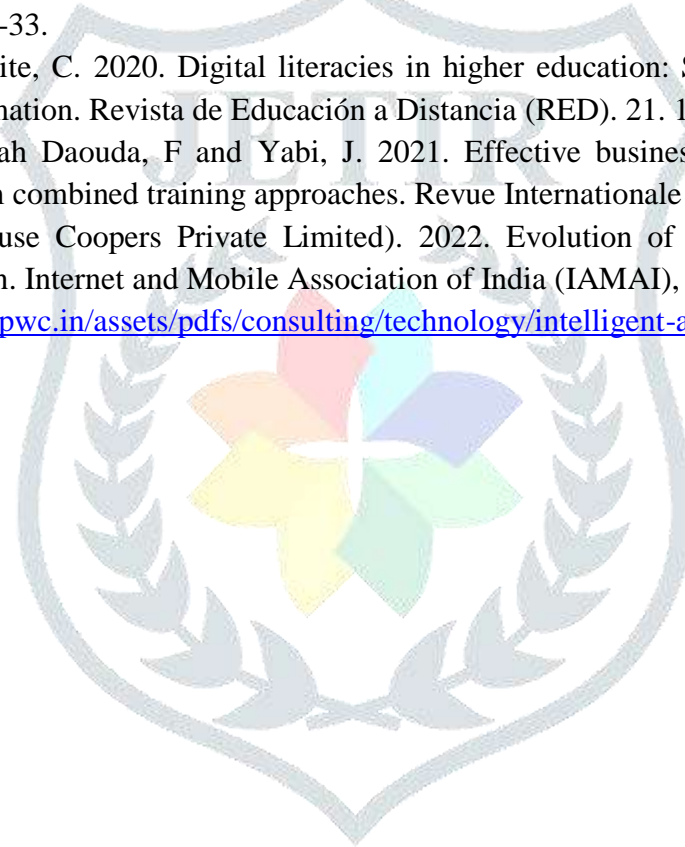 -33.
ite, C. 2020. Digital literacies in higher education: S
nation. Revista de Educación a Distancia (RED). 21. 1
ah Daouda, F and Yabi, J. 2021. Effective busines
n combined training approaches. Revue Internationale
use Coopers Private Limited). 2022. Evolution of
n. Internet and Mobile Association of India (IAMAI),
pwc.in/assets/pdfs/consulting/technology/intelligent-a
JETIR